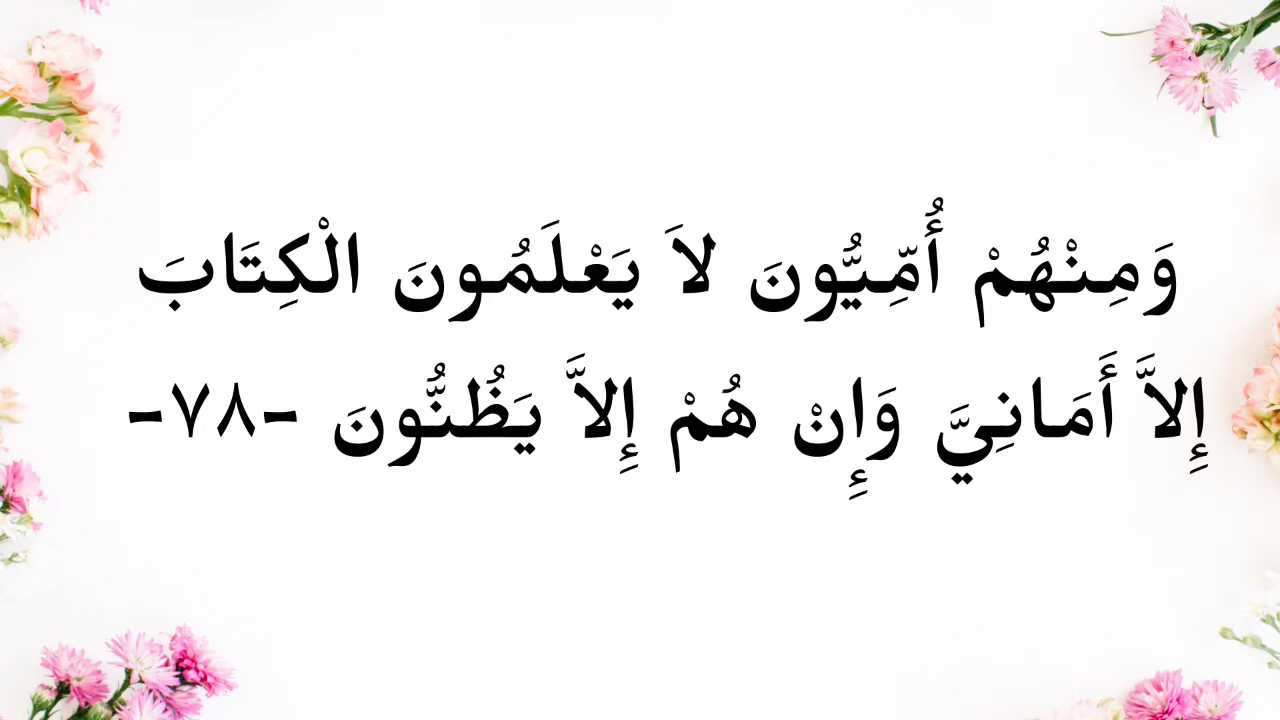 وَمِنْهُمْ أُمِّيُّونَ لاَ يَعْلَمُونَ الْكِتَابَ
إِلاَّ أَمَانِيَّ وَإِنْ هُمْ إِلاَّ يَظُنُّونَ -٧٨-